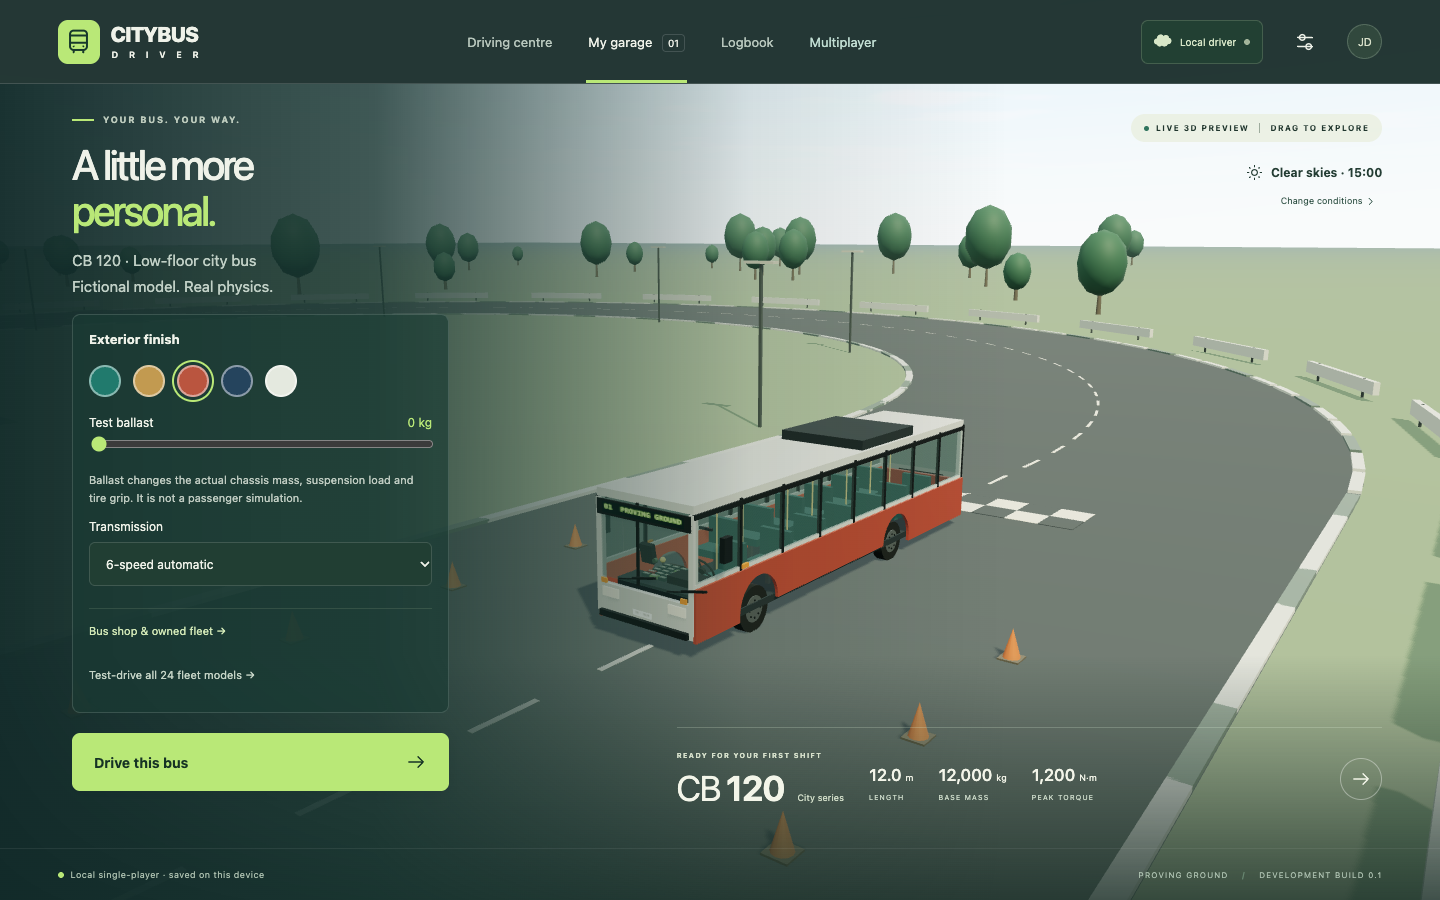 CITYBUS
DRIVER
Driving centre
My garage 01
Logbook
Multiplayer
Local driver
JD
YOUR BUS. YOUR WAY.
A little more
personal.
CB 120 · Low-floor city bus
Fictional model. Real physics.
LIVE 3D PREVIEW | DRAG TO EXPLORE
Clear skies · 15:00
Change conditions
Exterior finish
Test ballast 0 kg
Ballast changes the actual chassis mass, suspension load and
tire grip. It is not a passenger simulation.
Transmission
6-speed automatic
Bus shop & owned fleet →
Test-drive all 24 fleet models →
Drive this bus →
01 PROVING GROUND
READY FOR YOUR FIRST SHIFT
CB 120 City series
12.0 m
LENGTH
12,000 kg
BASE MASS
1,200 N·m
PEAK TORQUE
Local single-player · saved on this device
PROVING GROUND / DEVELOPMENT BUILD 0.1